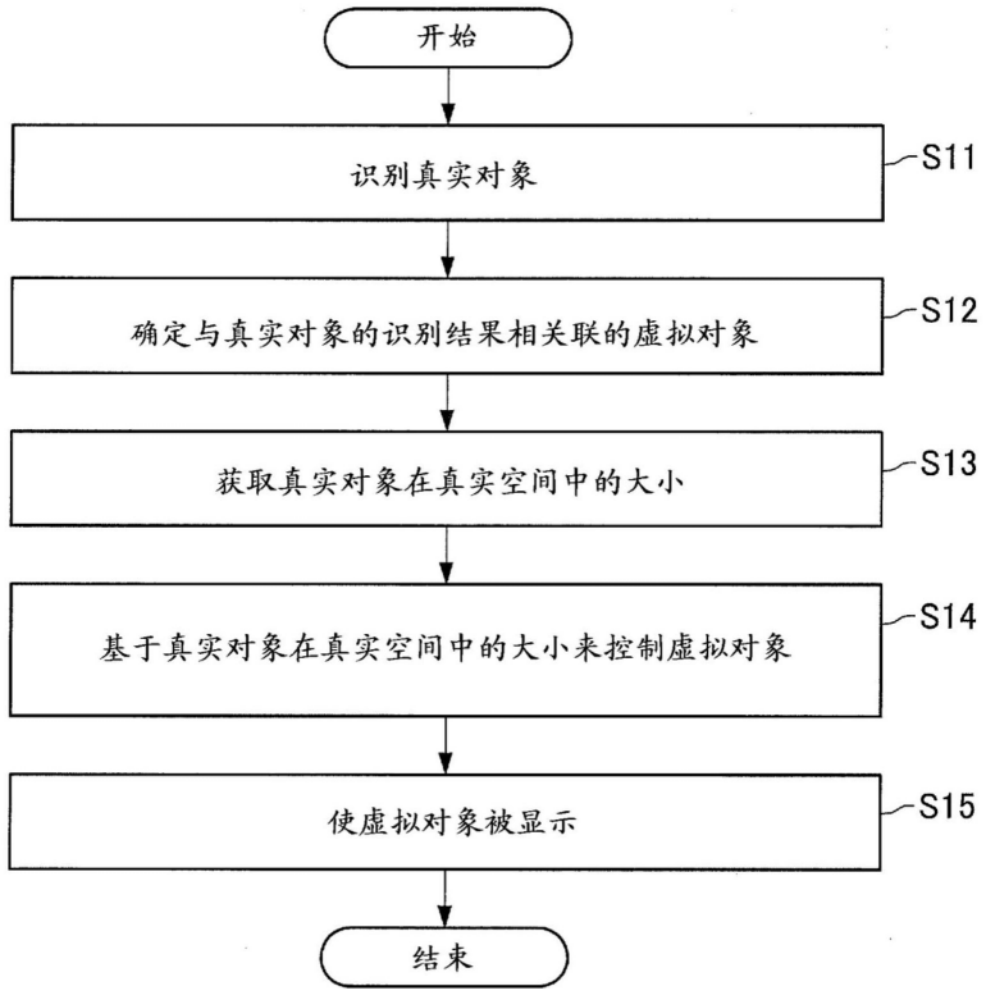 开始
识别真实对象
S11
确定与真实对象的识别结果相关联的虚拟对象
S12
获取真实对象在真实空间中的大小
S13
基于真实对象在真实空间中的大小来控制虚拟对象
S14
使虚拟对象被显示
S15
结束